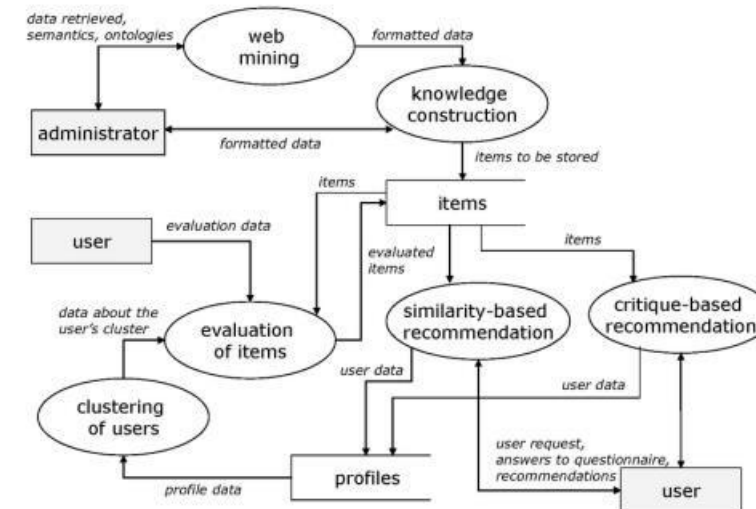 data retrieved,
semantics, ontologies
web
mining
formatted data
knowledge
construction
administrator
formatted data
items to be stored
items
items
user
evaluation data
evaluated
items
items
data about the
user's cluster
evaluation
of items
similarity-based
recommendation
critique-based
recommendation
user data
user data
clustering
of users
profile data
profiles
user request,
answers to questionnaire,
recommendations
user